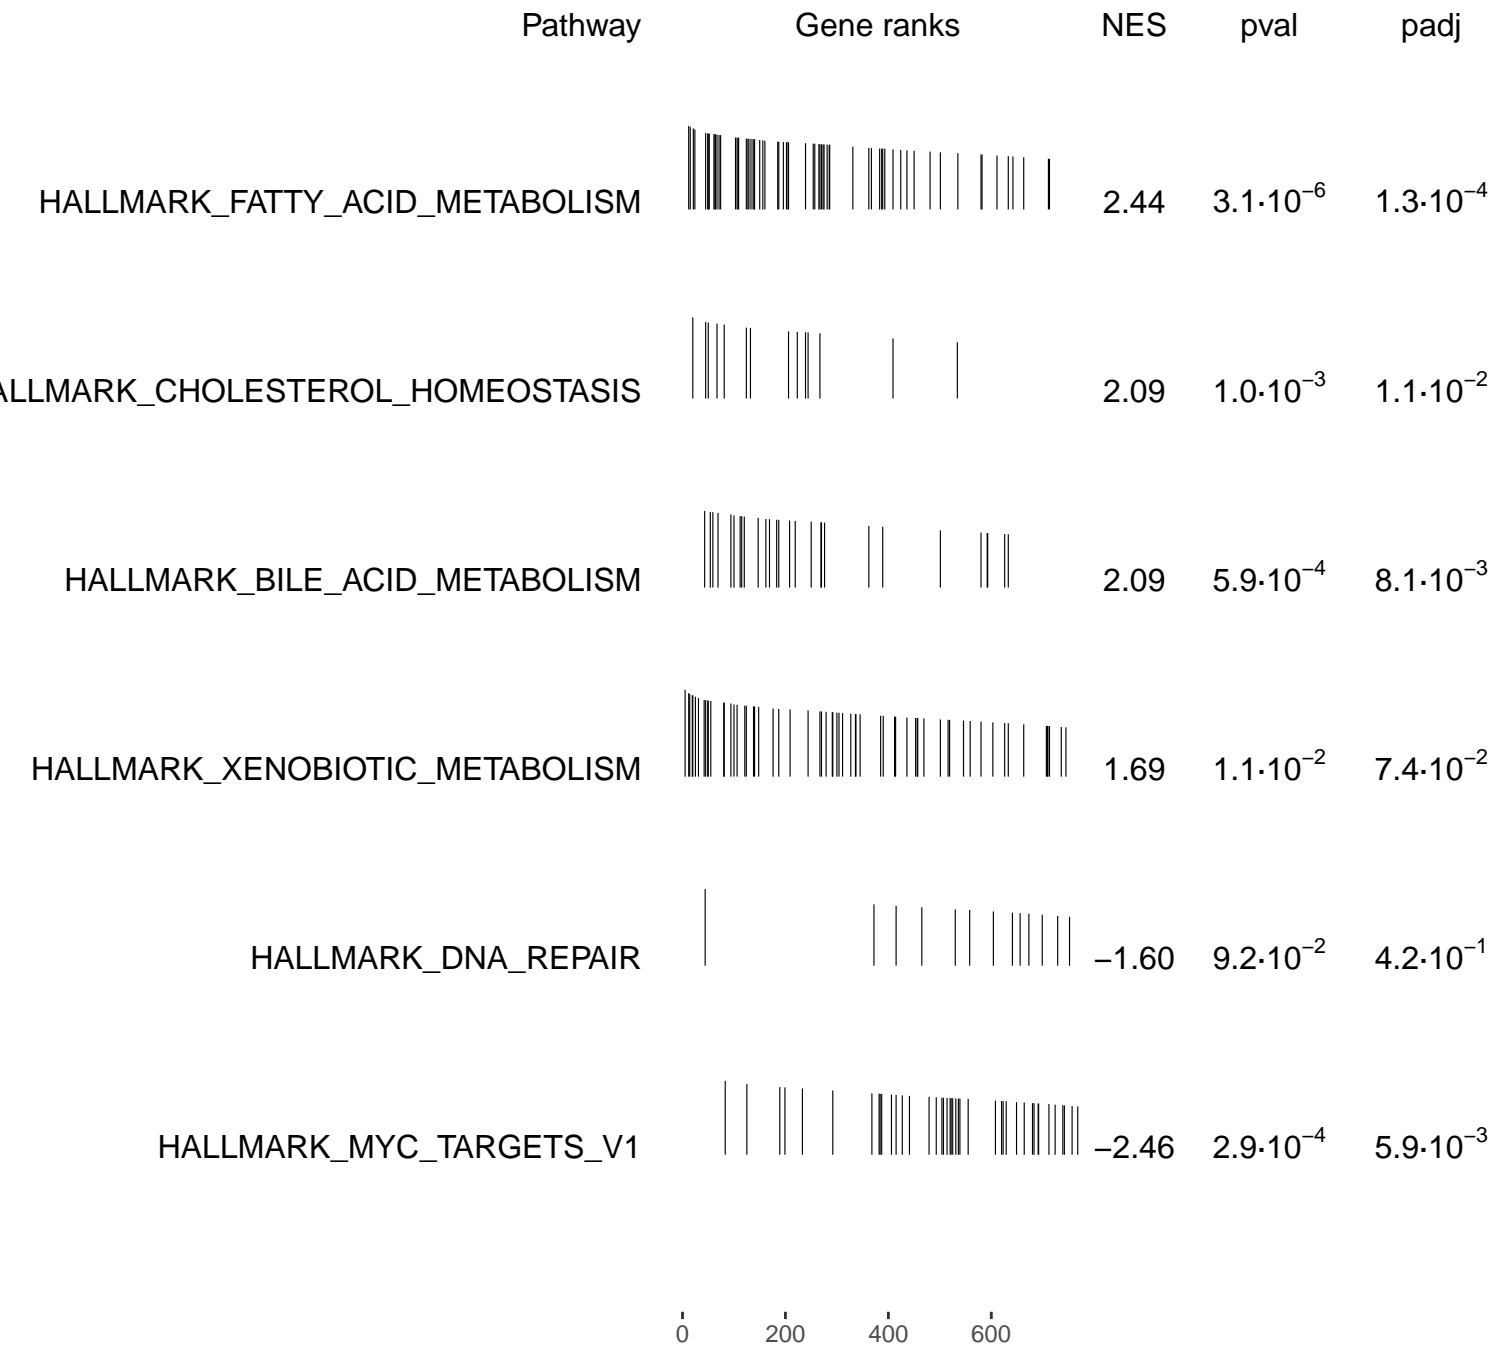 Pathway Gene ranks NES pval padj
HALLMARK_FATTY_ACID_METABOLISM 2.44 3.1·10⁻⁶ 1.3·10⁻⁴
ALLMARK_CHOLESTEROL_HOMEOSTASIS 2.09 1.0·10⁻³ 1.1·10⁻²
HALLMARK_BILE_ACID_METABOLISM 2.09 5.9·10⁻⁴ 8.1·10⁻³
HALLMARK_XENOBIOTIC_METABOLISM 1.69 1.1·10⁻² 7.4·10⁻²
HALLMARK_DNA_REPAIR −1.60 9.2·10⁻² 4.2·10⁻¹
HALLMARK_MYC_TARGETS_V1 −2.46 2.9·10⁻⁴ 5.9·10⁻³
0 200 400 600